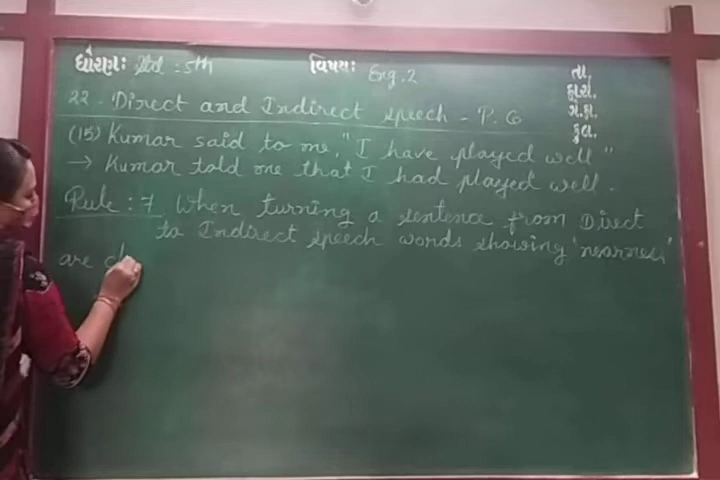 ધોરણ: Std : 5th વિષય: Eng. 2 તા.
હાસં.
ગે.હા.
કુલ.
22. Direct and Indirect speech - P. 6
(15) Kumar said to me, "I have played well"
→ Kumar told me that I had played well.
Rule : 7 When turning a sentence from Direct
to Indirect speech words showing 'nearness'
are ch